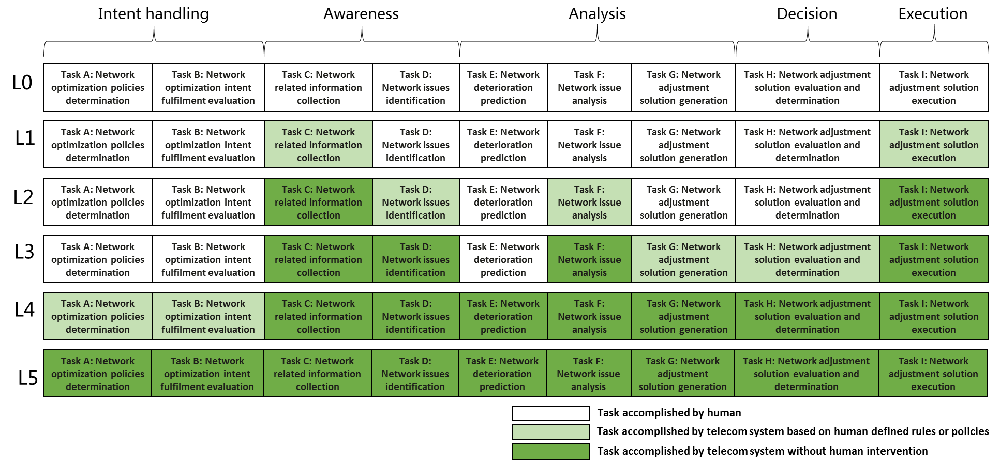 Intent handling
Awareness
Analysis
Decision
Execution
L0
Task A: Network
optimization policies
determination
Task B: Network
optimization intent
fulfilment evaluation
Task C: Network
related information
collection
Task D:
Network issues
identification
Task E: Network
deterioration
prediction
Task F:
Network issue
analysis
Task G: Network
adjustment
solution generation
Task H: Network adjustment
solution evaluation and
determination
Task I: Network
adjustment solution
execution
L1
Task A: Network
optimization policies
determination
Task B: Network
optimization intent
fulfilment evaluation
Task C: Network
related information
collection
Task D:
Network issues
identification
Task E: Network
deterioration
prediction
Task F:
Network issue
analysis
Task G: Network
adjustment
solution generation
Task H: Network adjustment
solution evaluation and
determination
Task I: Network
adjustment solution
execution
L2
Task A: Network
optimization policies
determination
Task B: Network
optimization intent
fulfilment evaluation
Task C: Network
related information
collection
Task D:
Network issues
identification
Task E: Network
deterioration
prediction
Task F:
Network issue
analysis
Task G: Network
adjustment
solution generation
Task H: Network adjustment
solution evaluation and
determination
Task I: Network
adjustment solution
execution
L3
Task A: Network
optimization policies
determination
Task B: Network
optimization intent
fulfilment evaluation
Task C: Network
related information
collection
Task D:
Network issues
identification
Task E: Network
deterioration
prediction
Task F:
Network issue
analysis
Task G: Network
adjustment
solution generation
Task H: Network adjustment
solution evaluation and
determination
Task I: Network
adjustment solution
execution
L4
Task A: Network
optimization policies
determination
Task B: Network
optimization intent
fulfilment evaluation
Task C: Network
related information
collection
Task D:
Network issues
identification
Task E: Network
deterioration
prediction
Task F:
Network issue
analysis
Task G: Network
adjustment
solution generation
Task H: Network adjustment
solution evaluation and
determination
Task I: Network
adjustment solution
execution
L5
Task A: Network
optimization policies
determination
Task B: Network
optimization intent
fulfilment evaluation
Task C: Network
related information
collection
Task D:
Network issues
identification
Task E: Network
deterioration
prediction
Task F:
Network issue
analysis
Task G: Network
adjustment
solution generation
Task H: Network adjustment
solution evaluation and
determination
Task I: Network
adjustment solution
execution
Task accomplished by human
Task accomplished by telecom system based on human defined rules or policies
Task accomplished by telecom system without human intervention